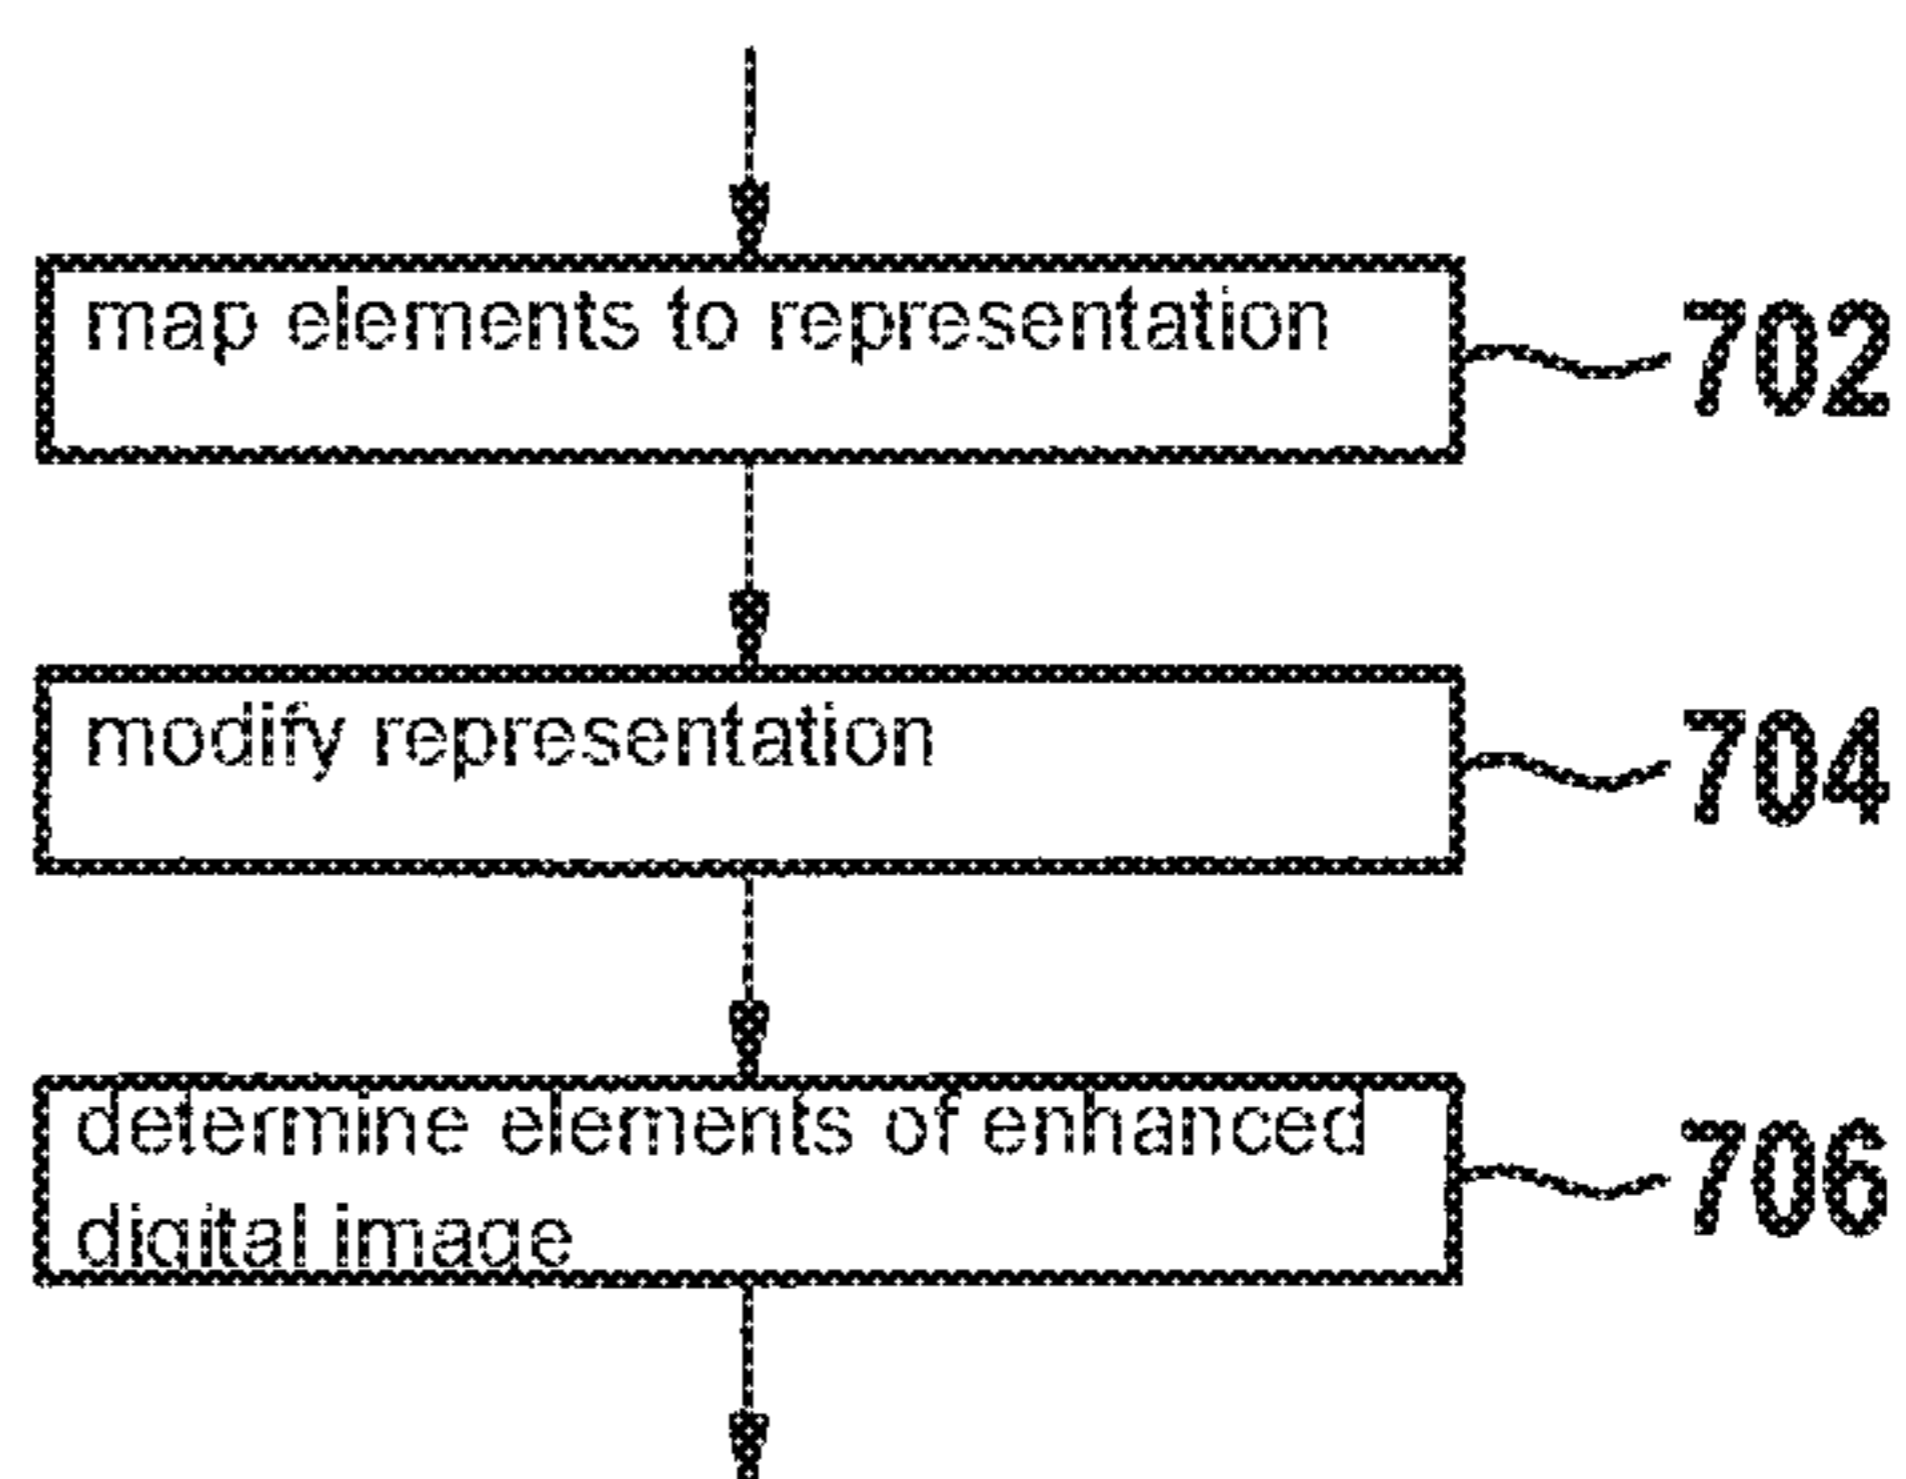 map elements to representation
702
modify representation
704
determine elements of enhanced
digital image
706